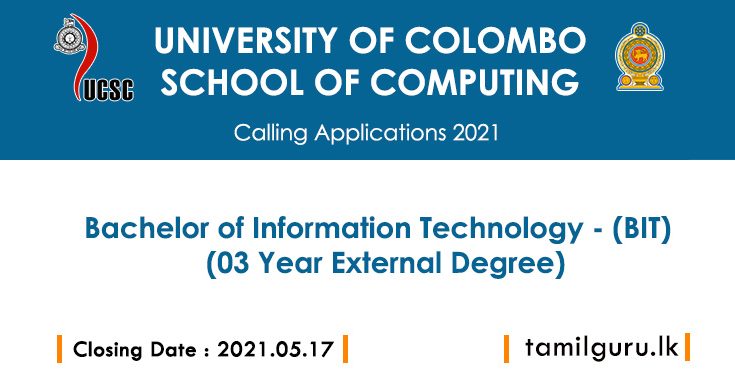 UNIVERSITY OF COLOMBO
SCHOOL OF COMPUTING
UCSC
Calling Applications 2021
Bachelor of Information Technology - (BIT)
(03 Year External Degree)
Closing Date : 2021.05.17
tamilguru.lk